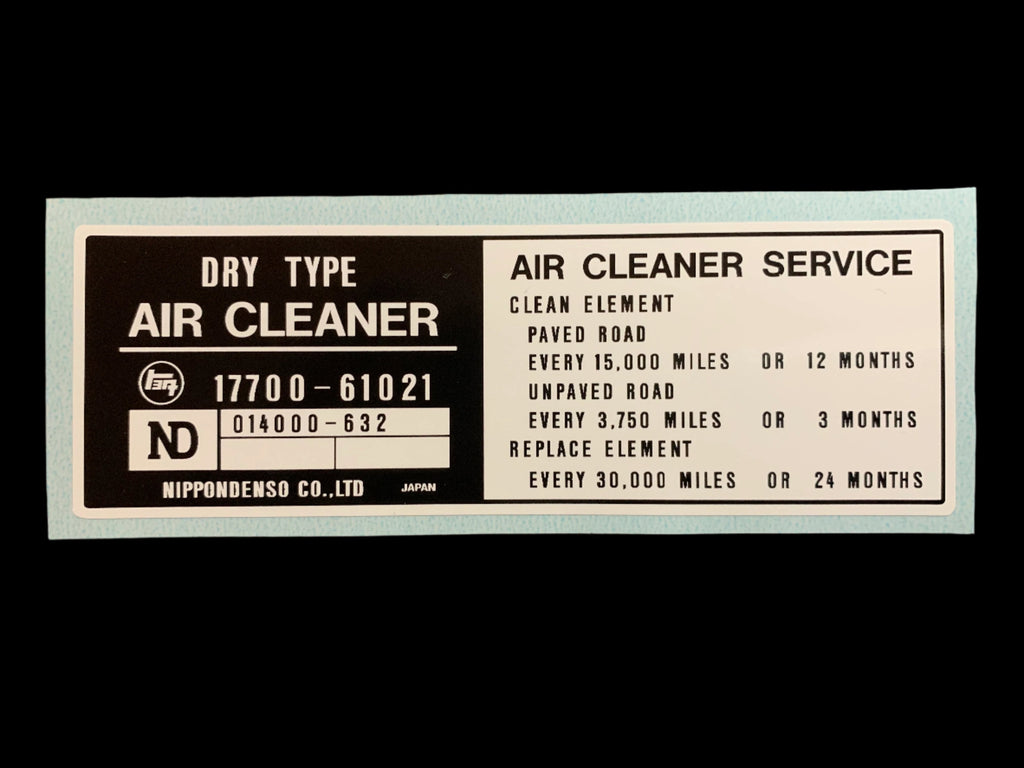 DRY TYPE
AIR CLEANER
TEQ
17700-61021
ND
014000-632
NIPPONDENSO CO.,LTD JAPAN
AIR CLEANER SERVICE
CLEAN ELEMENT
PAVED ROAD
EVERY 15,000 MILES OR 12 MONTHS
UNPAVED ROAD
EVERY 3,750 MILES OR 3 MONTHS
REPLACE ELEMENT
EVERY 30,000 MILES OR 24 MONTHS